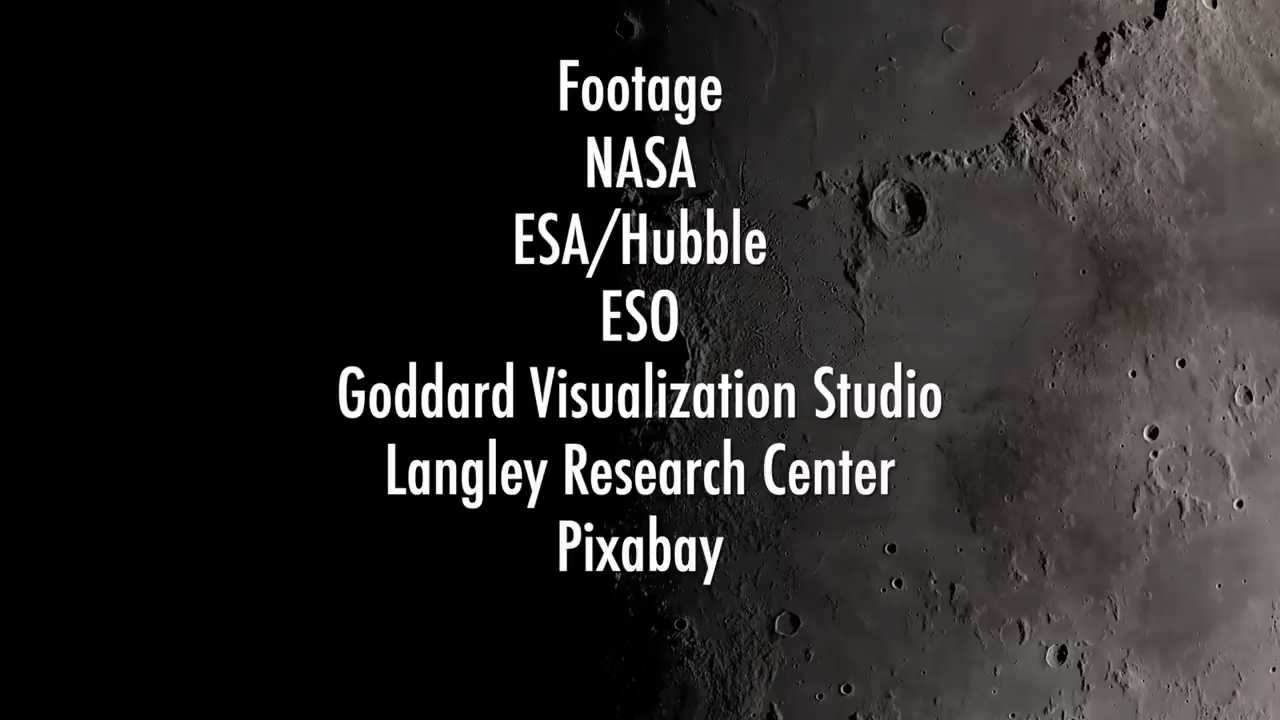 Footage
NASA
ESA/Hubble
ESO
Goddard Visualization Studio
Langley Research Center
Pixabay